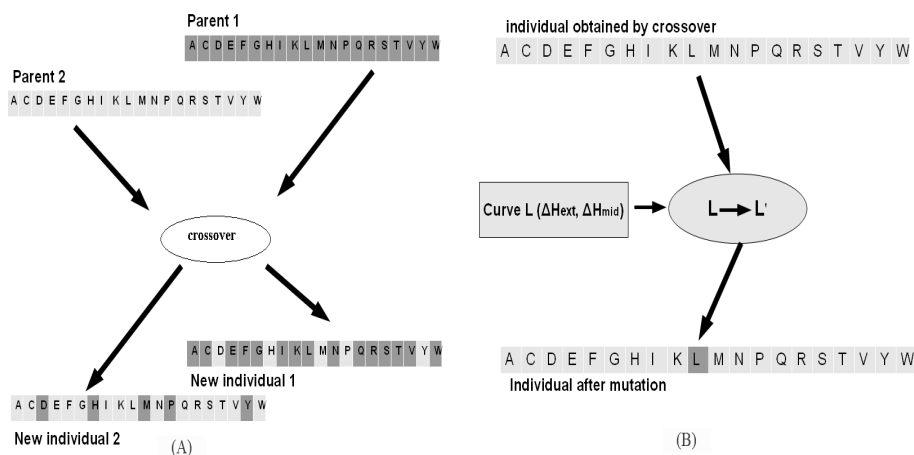 Parent 1
A C D E F G H I K L M N P Q R S T V Y W
Parent 2
A C D E F G H I K L M N P Q R S T V Y W
crossover
A C D E F G H I K L M N P Q R S T V Y W
New individual 1
A C D E F G H I K L M N P Q R S T V Y W
New individual 2
(A)
individual obtained by crossover
A C D E F G H I K L M N P Q R S T V Y W
Curve L (ΔHext, ΔHmid)
L L'
A C D E F G H I K L M N P Q R S T V Y W
Individual after mutation
(B)